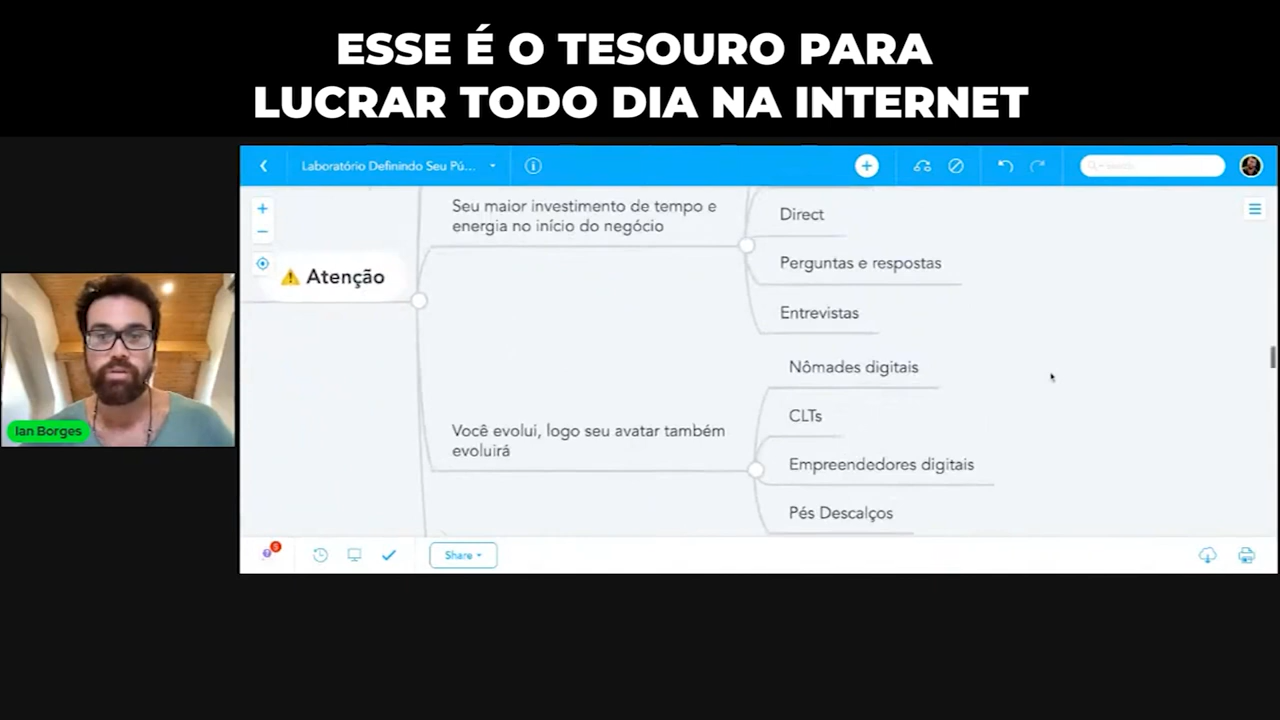 ESSE É O TESOURO PARA
LUCRAR TODO DIA NA INTERNET
Laboratório Definindo Seu Pú...
Seu maior investimento de tempo e
energia no início do negócio
Direct
Atenção
Perguntas e respostas
Entrevistas
Nômades digitais
CLTs
Você evolui, logo seu avatar também
evoluirá
Empreendedores digitais
Pés Descalços
Ian Borges
Share